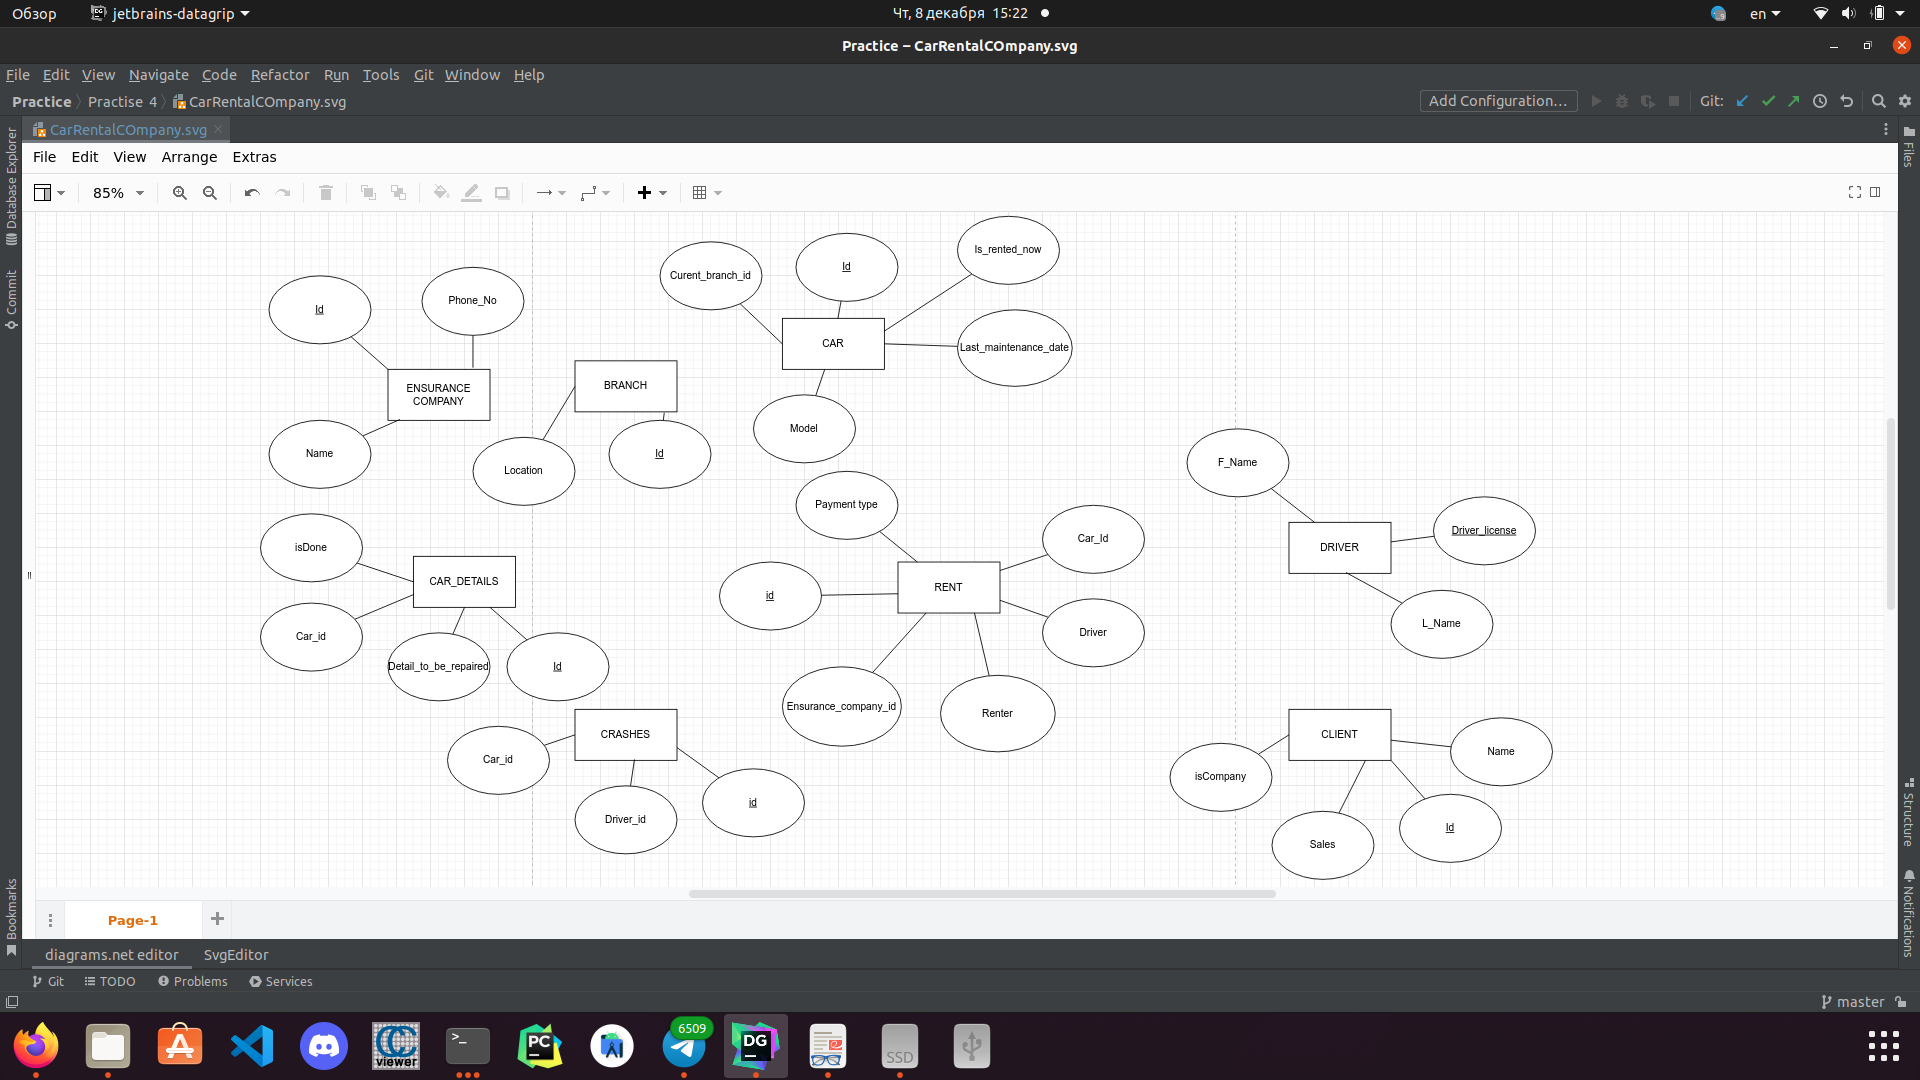 Обзор
jetbrains-datagrip
Чт, 8 декабря 15:22
en
Practice – CarRentalCOmpany.svg
File Edit View Navigate Code Refactor Run Tools Git Window Help
Practice Practise 4 CarRentalCOmpany.svg
Add Configuration...
Git:
CarRentalCOmpany.svg
Database Explorer
Commit
Bookmarks
Files
Structure
Notifications
File Edit View Arrange Extras
85%
Is_rented_now
Id
Curent_branch_id
Phone_No
Id
CAR
Last_maintenance_date
ENSURANCE
COMPANY
BRANCH
Model
Name
Id
Location
F_Name
Payment type
Driver_license
Car_Id
DRIVER
isDone
CAR_DETAILS
RENT
id
L_Name
Driver
Car_id
Detail_to_be_repaired
Id
Ensurance_company_id
Renter
CRASHES
CLIENT
Name
Car_id
isCompany
id
Driver_id
Id
Sales
Page-1
diagrams.net editor SvgEditor
Git TODO Problems Services
master
CC
viewer
>_
PC
6509
DG
SSD